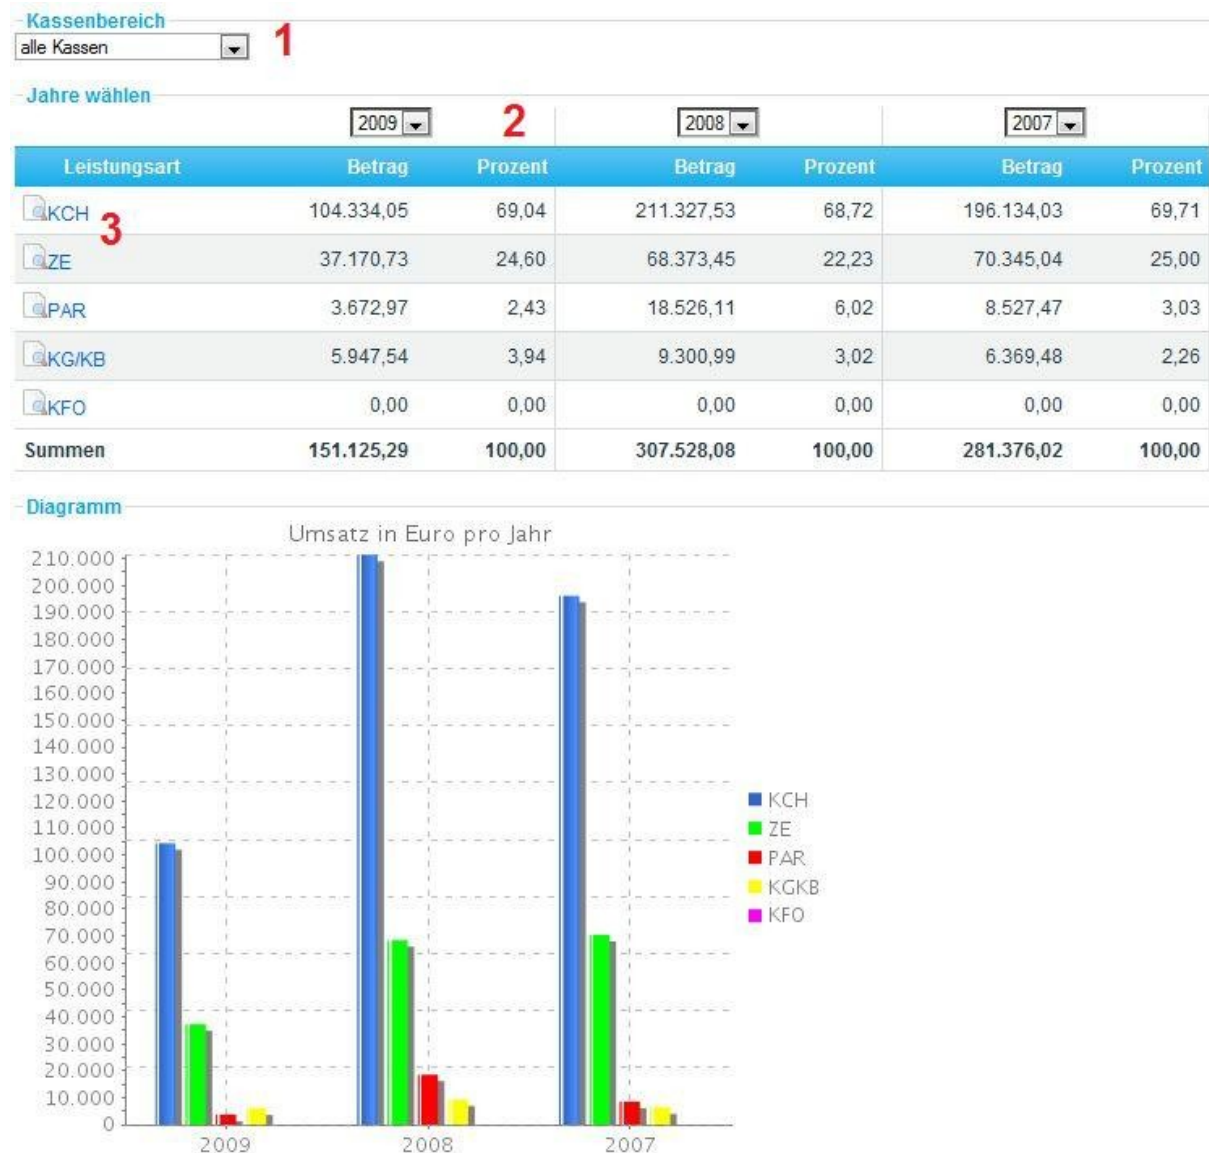 Kassenbereich
alle Kassen 1
Jahre wählen
2009 2 2008 2007
Leistungsart Betrag Prozent Betrag Prozent Betrag Prozent
KCH 3 104.334,05 69,04 211.327,53 68,72 196.134,03 69,71
ZE 37.170,73 24,60 68.373,45 22,23 70.345,04 25,00
PAR 3.672,97 2,43 18.526,11 6,02 8.527,47 3,03
KG/KB 5.947,54 3,94 9.300,99 3,02 6.369,48 2,26
KFO 0,00 0,00 0,00 0,00 0,00 0,00
Summen 151.125,29 100,00 307.528,08 100,00 281.376,02 100,00
Diagramm
Umsatz in Euro pro Jahr
210.000
200.000
190.000
180.000
170.000
160.000
150.000
140.000
130.000
120.000
110.000
100.000
90.000
80.000
70.000
60.000
50.000
40.000
30.000
20.000
10.000
0
2009 2008 2007
KCH
ZE
PAR
KGKB
KFO